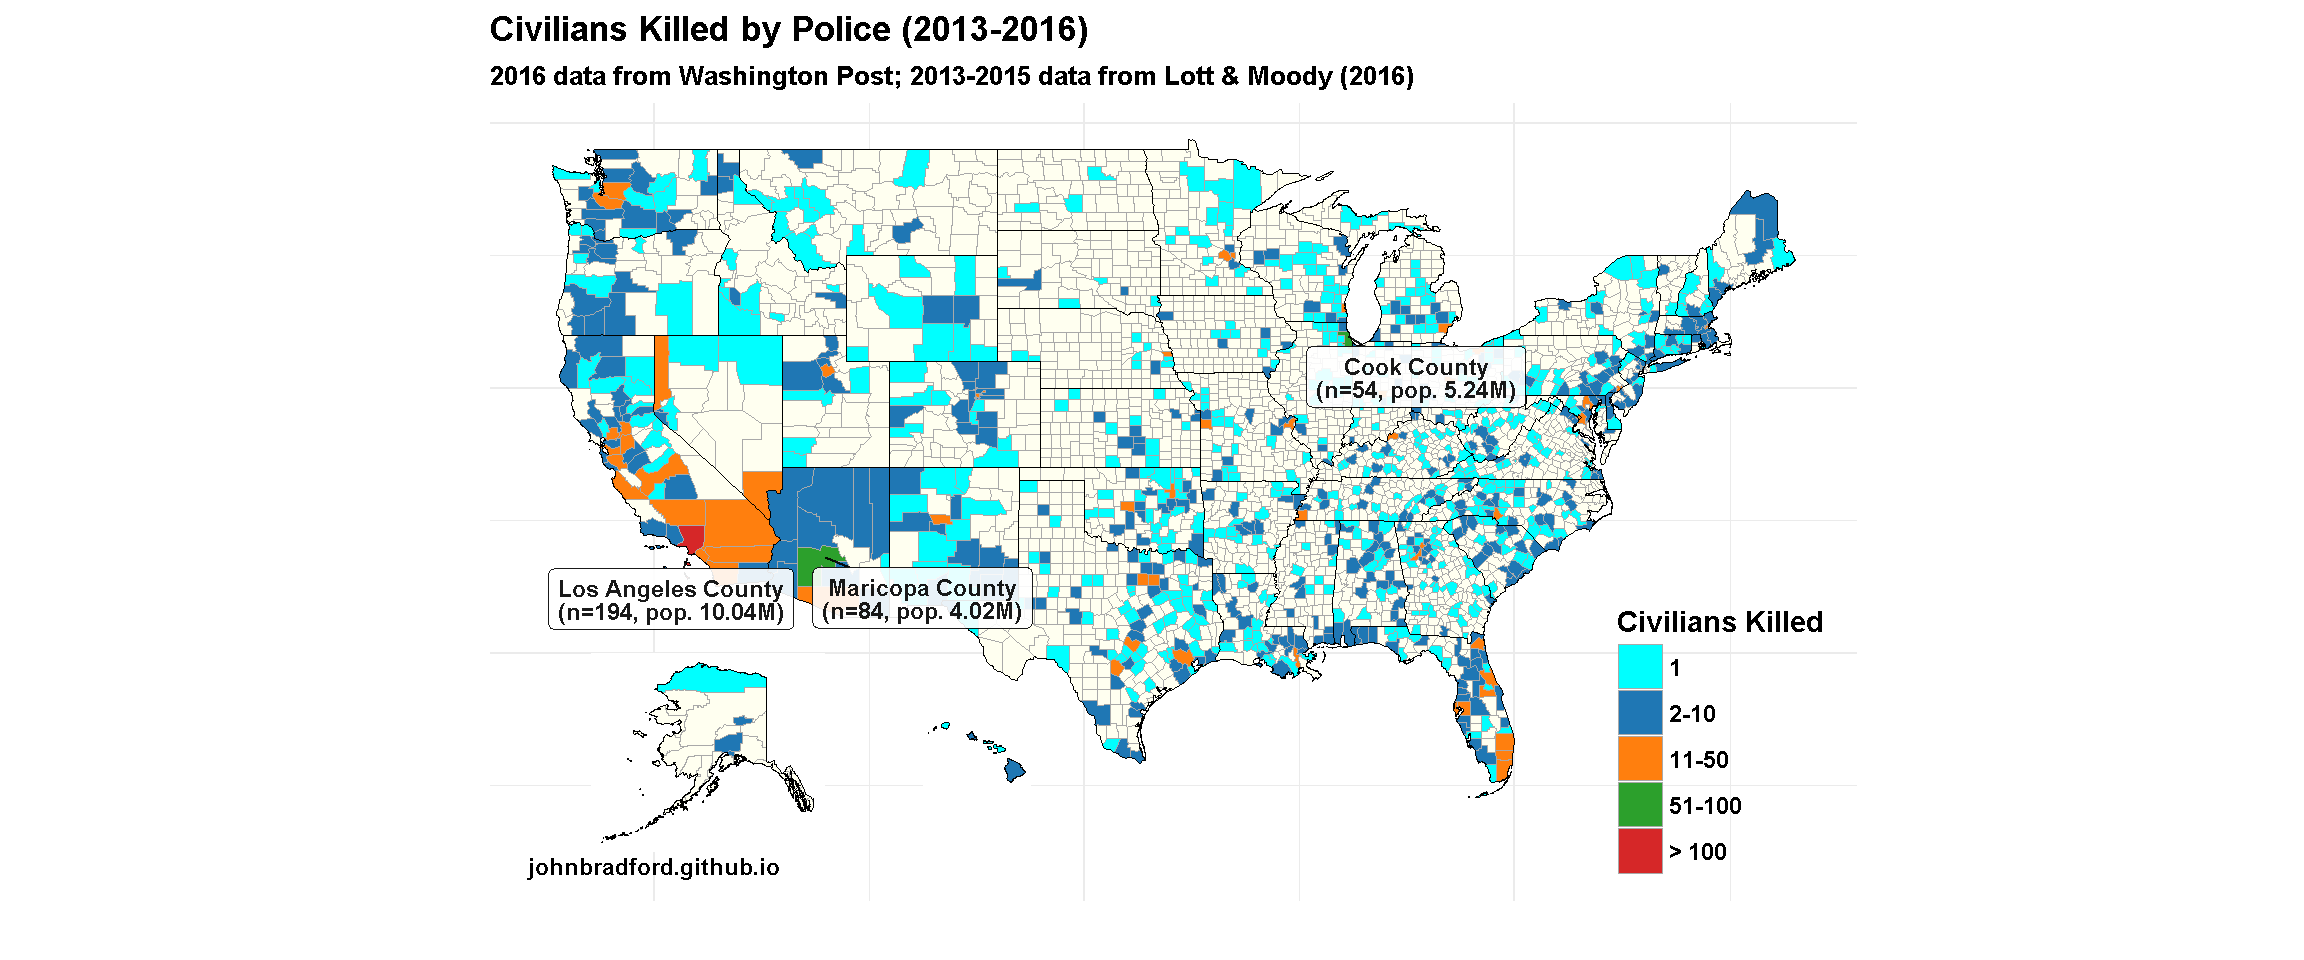 Civilians Killed by Police (2013-2016)
2016 data from Washington Post; 2013-2015 data from Lott & Moody (2016)
Cook County
(n=54, pop. 5.24M)
Los Angeles County
(n=194, pop. 10.04M)
Maricopa County
(n=84, pop. 4.02M)
Civilians Killed
1
2-10
11-50
51-100
> 100
johnbradford.github.io